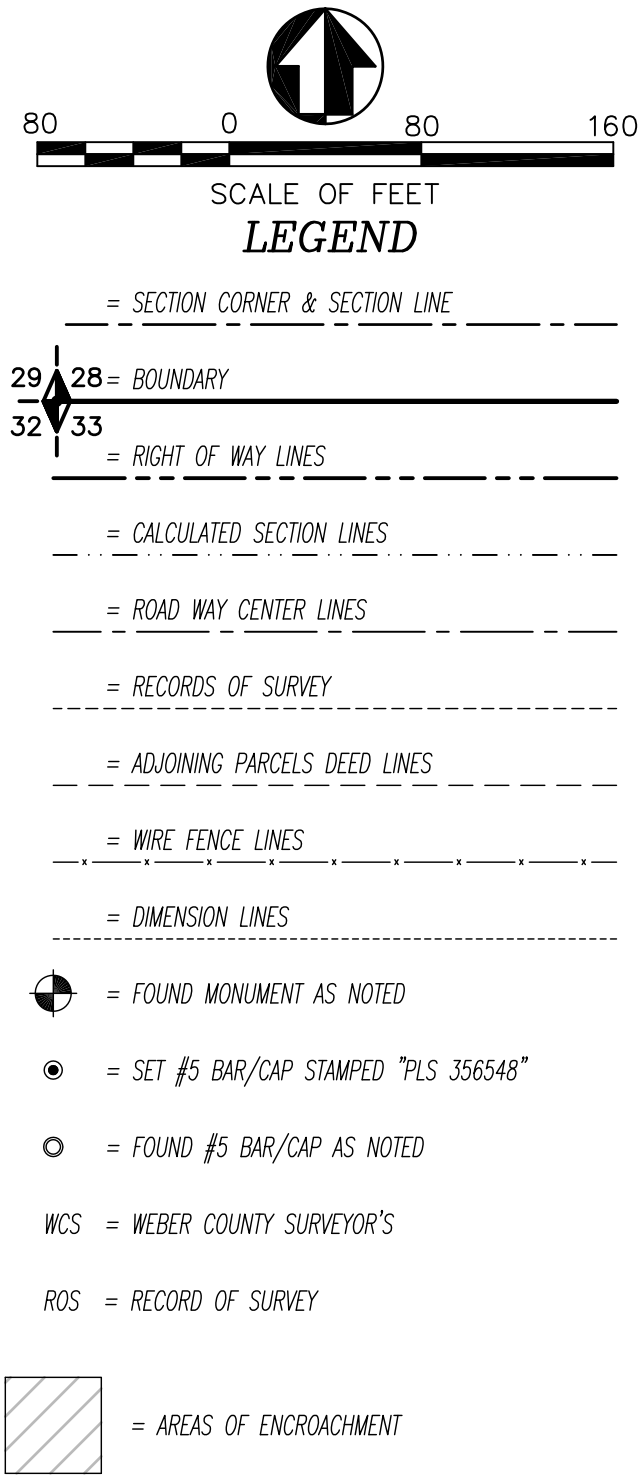 80 0 80 160
SCALE OF FEET
LEGEND
= SECTION CORNER & SECTION LINE
29 28 = BOUNDARY
32 33
= RIGHT OF WAY LINES
= CALCULATED SECTION LINES
= ROAD WAY CENTER LINES
= RECORDS OF SURVEY
= ADJOINING PARCELS DEED LINES
= WIRE FENCE LINES
x x x x x x x x x
= DIMENSION LINES
= FOUND MONUMENT AS NOTED
= SET #5 BAR/CAP STAMPED "PLS 356548"
= FOUND #5 BAR/CAP AS NOTED
WCS = WEBER COUNTY SURVEYOR'S
ROS = RECORD OF SURVEY
= AREAS OF ENCROACHMENT